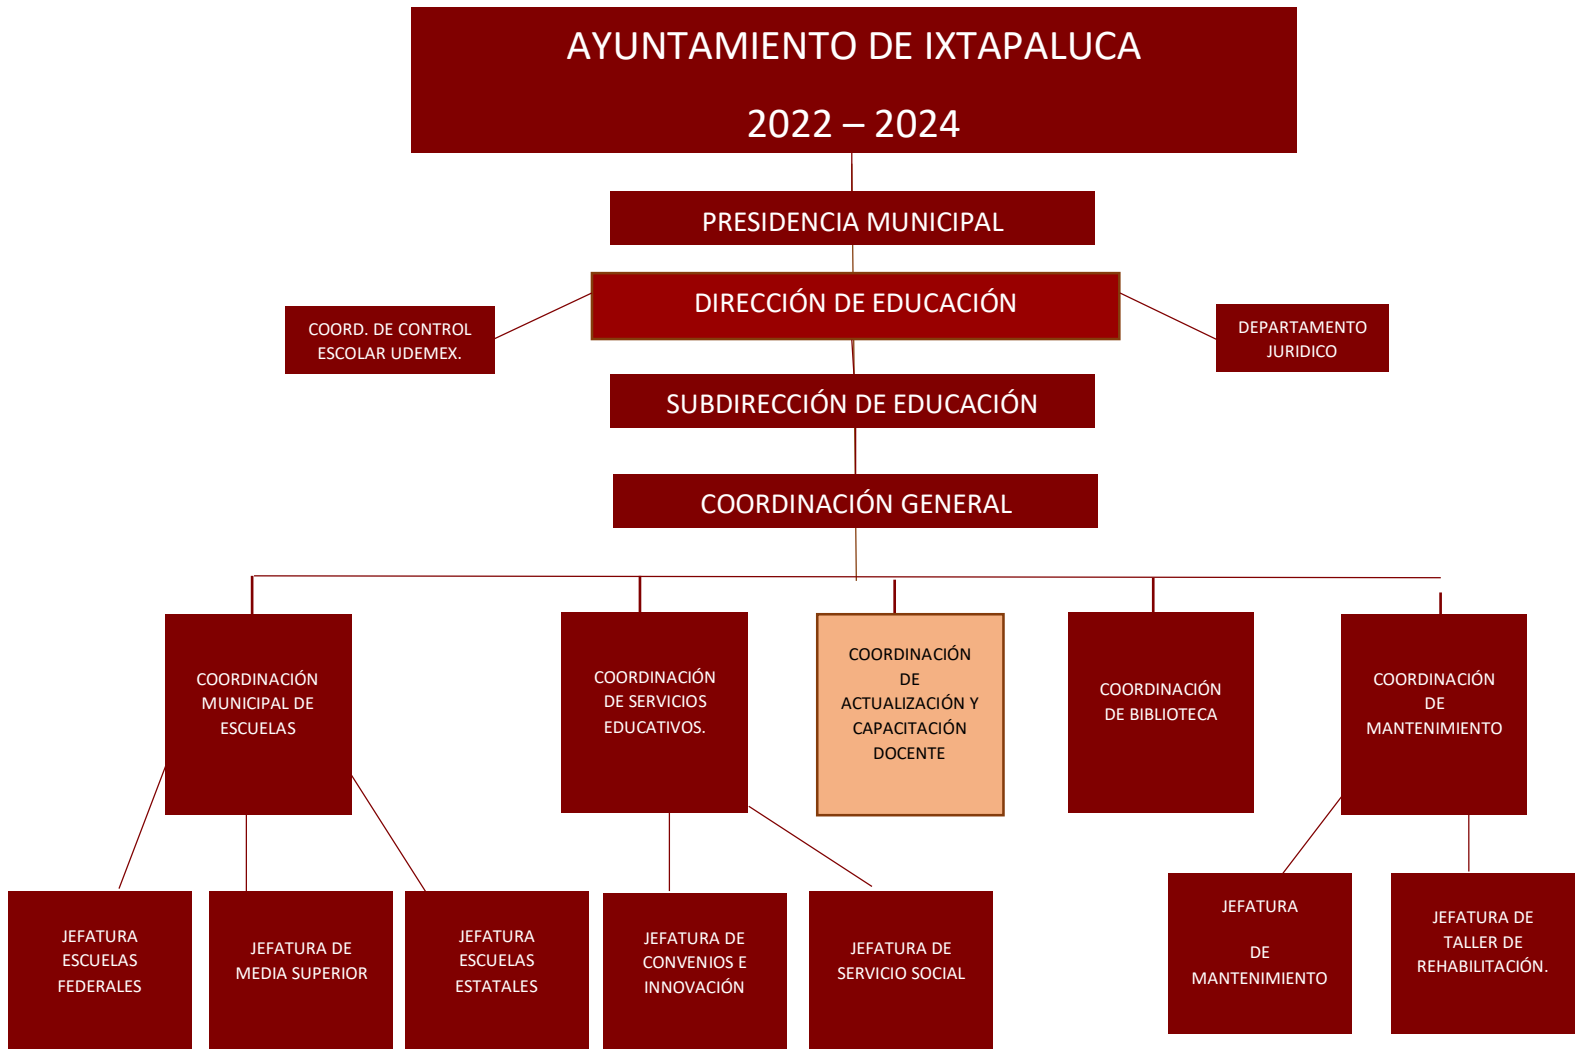 AYUNTAMIENTO DE IXTAPALUCA
2022 – 2024
PRESIDENCIA MUNICIPAL
DIRECCIÓN DE EDUCACIÓN
COORD. DE CONTROL
ESCOLAR UDEMEX.
DEPARTAMENTO
JURIDICO
SUBDIRECCIÓN DE EDUCACIÓN
COORDINACIÓN GENERAL
COORDINACIÓN
MUNICIPAL DE
ESCUELAS
COORDINACIÓN
DE SERVICIOS
EDUCATIVOS.
COORDINACIÓN
DE
ACTUALIZACIÓN Y
CAPACITACIÓN
DOCENTE
COORDINACIÓN
DE BIBLIOTECA
COORDINACIÓN
DE
MANTENIMIENTO
JEFATURA
ESCUELAS
FEDERALES
JEFATURA DE
MEDIA SUPERIOR
JEFATURA
ESCUELAS
ESTATALES
JEFATURA DE
CONVENIOS E
INNOVACIÓN
JEFATURA DE
SERVICIO SOCIAL
JEFATURA
DE
MANTENIMIENTO
JEFATURA DE
TALLER DE
REHABILITACIÓN.